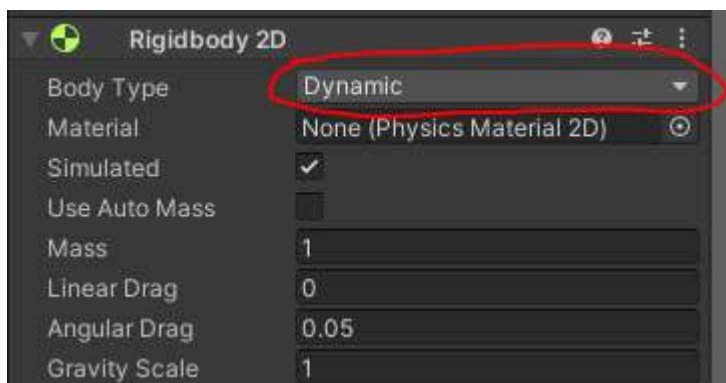 Rigidbody 2D
Body Type Dynamic
Material None (Physics Material 2D)
Simulated
Use Auto Mass
Mass 1
Linear Drag 0
Angular Drag 0.05
Gravity Scale 1